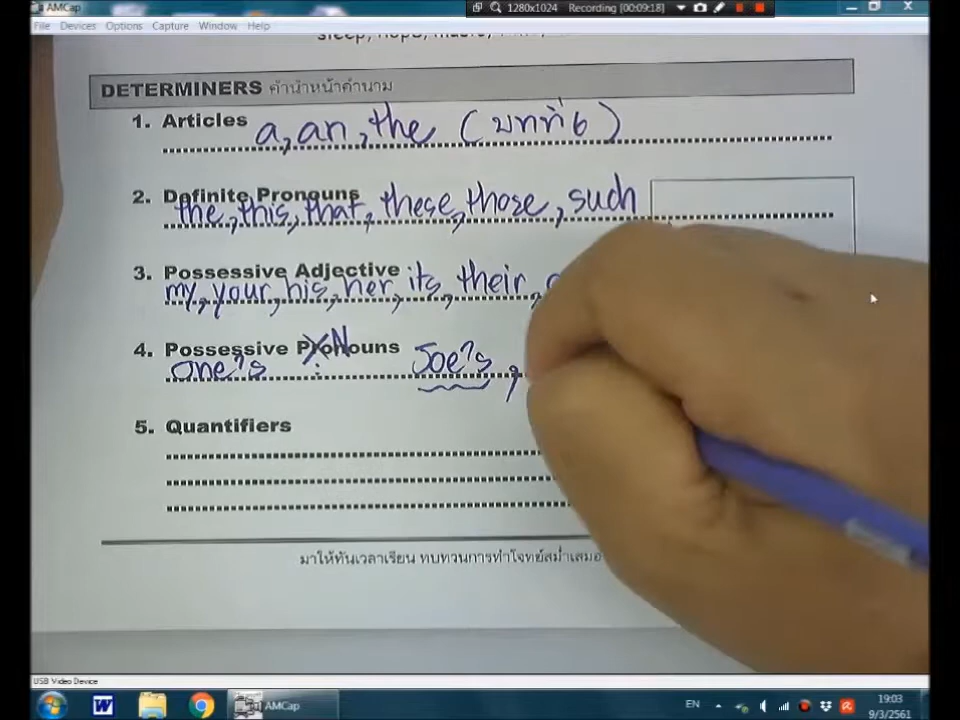 AMCap
1280x1024 Recording [00:09:18]
File Devices Options Capture Window Help
DETERMINERS คำนำหน้าคำนาม
1. Articles a, an, the (บทที่ 6)
2. Definite Pronouns
the, this, that, these, those, such
3. Possessive Adjective
my, your, his, her, its, their,
4. Possessive Pronouns N
one's Joe's,
5. Quantifiers
มาให้ทันเวลาเรียน ทบทวนการทำโจทย์สม่ำเสมอ
USB Video Device
AMCap EN 19:03
9/3/2561